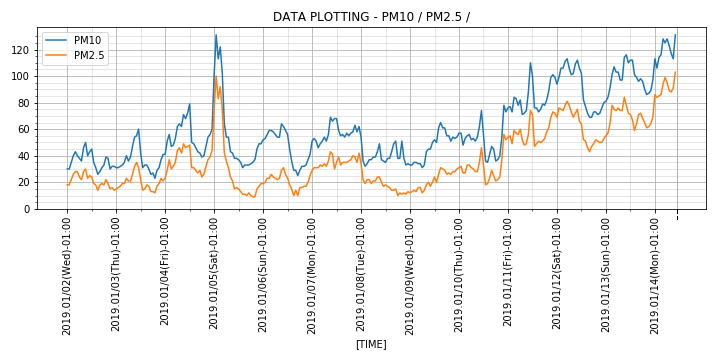 DATA PLOTTING - PM10 / PM2.5 /
PM10
PM2.5
120
100
80
60
40
20
0
2019.01/02(Wed)-01:00
2019.01/03(Thu)-01:00
2019.01/04(Fri)-01:00
2019.01/05(Sat)-01:00
2019.01/06(Sun)-01:00
2019.01/07(Mon)-01:00
2019.01/08(Tue)-01:00
2019.01/09(Wed)-01:00
2019.01/10(Thu)-01:00
2019.01/11(Fri)-01:00
2019.01/12(Sat)-01:00
2019.01/13(Sun)-01:00
2019.01/14(Mon)-01:00
[TIME]